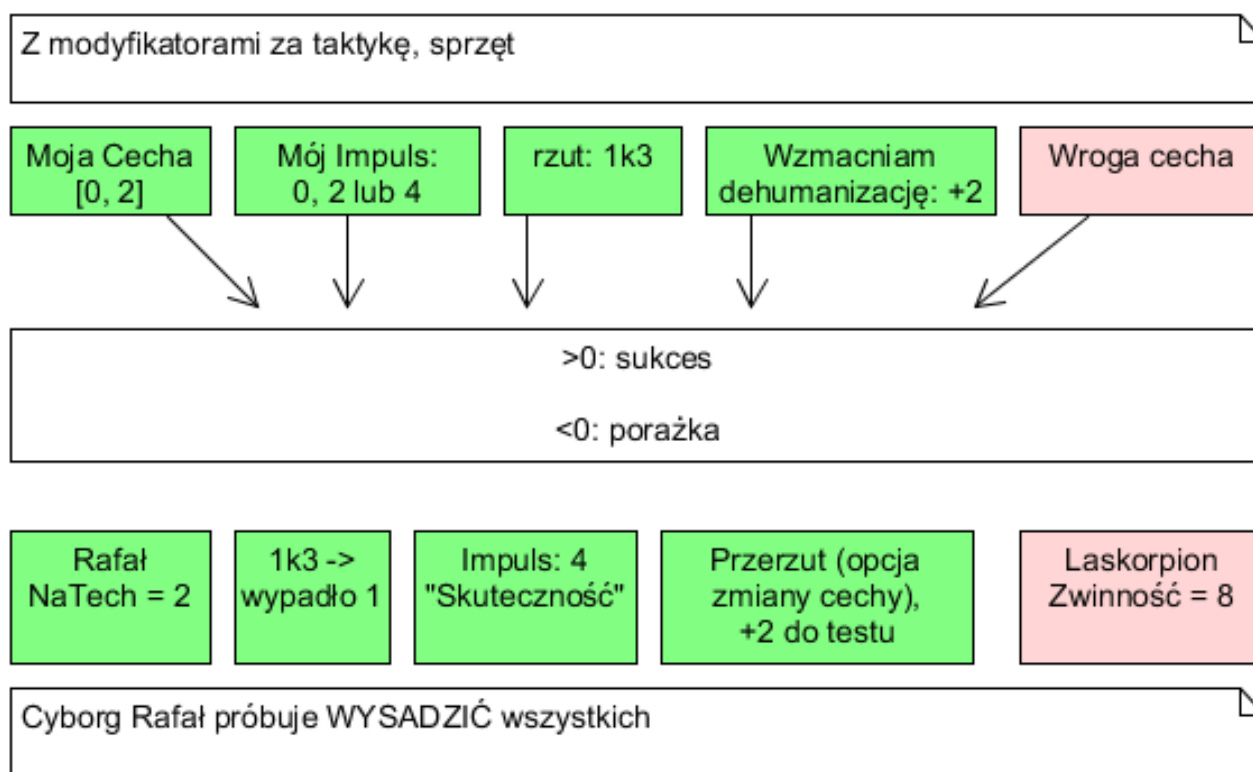 Z modyfikatorami za taktykę, sprzęt
Moja Cecha
[0, 2]
Mój Impuls:
0, 2 lub 4
rzut: 1k3
Wzmacniam
dehumanizację: +2
Wroga cecha
>0: sukces
<0: porażka
Rafał
NaTech = 2
1k3 ->
wypadło 1
Impuls: 4
"Skuteczność"
Przerzut (opcja
zmiany cechy),
+2 do testu
Laskorpion
Zwinność = 8
Cyborg Rafał próbuje WYSADZIĆ wszystkich